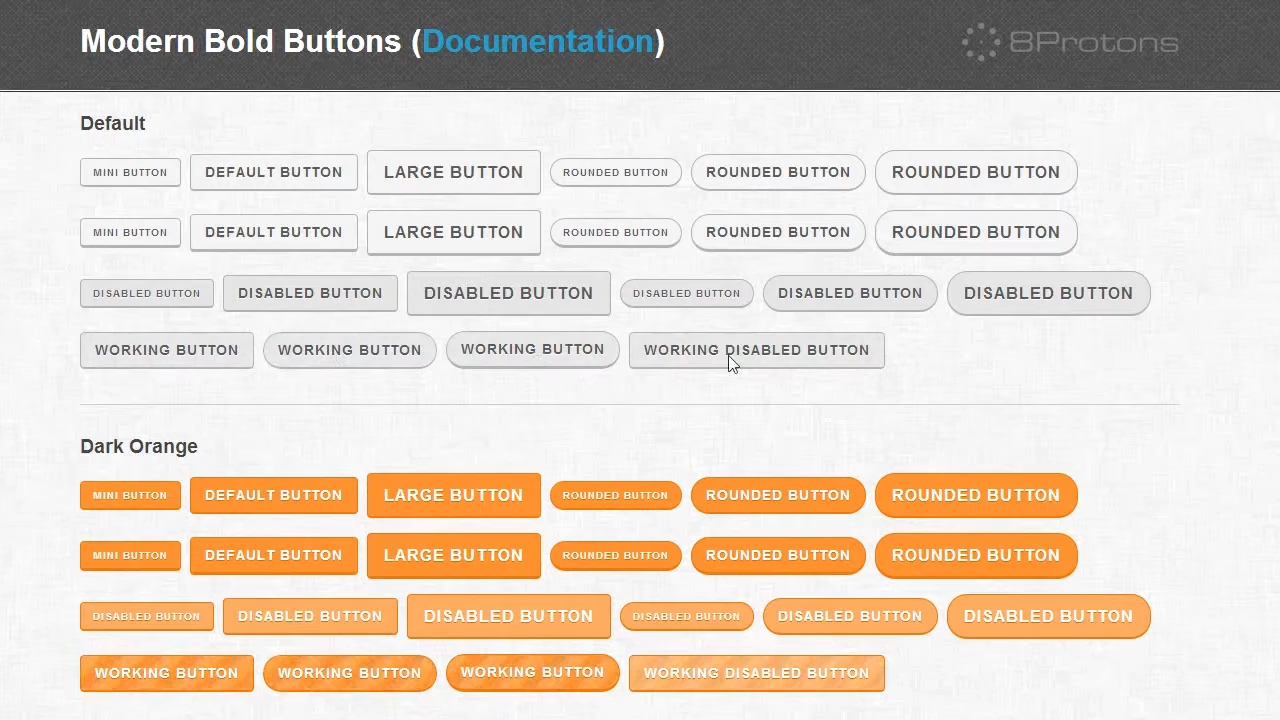 Modern Bold Buttons (Documentation)
8Protons
Default
MINI BUTTON DEFAULT BUTTON LARGE BUTTON ROUNDED BUTTON ROUNDED BUTTON ROUNDED BUTTON
MINI BUTTON DEFAULT BUTTON LARGE BUTTON ROUNDED BUTTON ROUNDED BUTTON ROUNDED BUTTON
DISABLED BUTTON DISABLED BUTTON DISABLED BUTTON DISABLED BUTTON DISABLED BUTTON DISABLED BUTTON
WORKING BUTTON WORKING BUTTON WORKING BUTTON WORKING DISABLED BUTTON
Dark Orange
MINI BUTTON DEFAULT BUTTON LARGE BUTTON ROUNDED BUTTON ROUNDED BUTTON ROUNDED BUTTON
MINI BUTTON DEFAULT BUTTON LARGE BUTTON ROUNDED BUTTON ROUNDED BUTTON ROUNDED BUTTON
DISABLED BUTTON DISABLED BUTTON DISABLED BUTTON DISABLED BUTTON DISABLED BUTTON DISABLED BUTTON
WORKING BUTTON WORKING BUTTON WORKING BUTTON WORKING DISABLED BUTTON